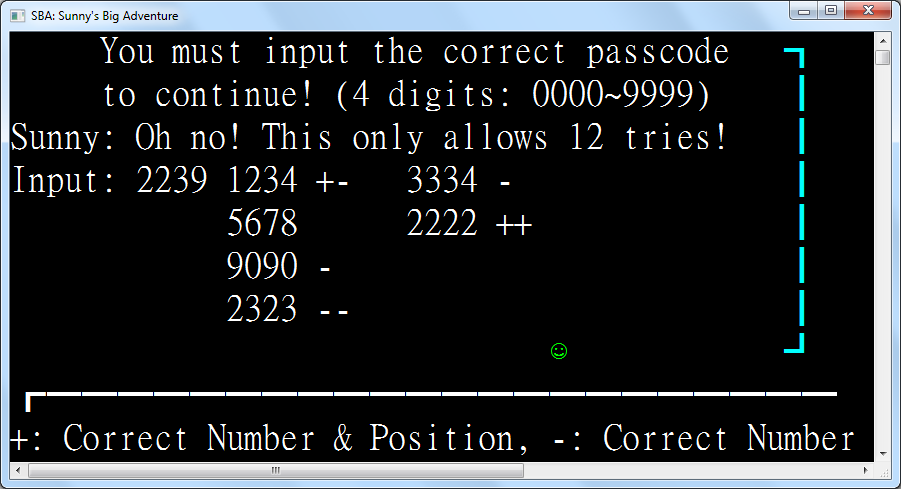 SBA: Sunny's Big Adventure
You must input the correct passcode
to continue! (4 digits: 0000~9999)
Sunny: Oh no! This only allows 12 tries!
Input: 2239 1234 +- 3334 -
5678 2222 ++
9090 -
2323 --
+: Correct Number & Position, -: Correct Number